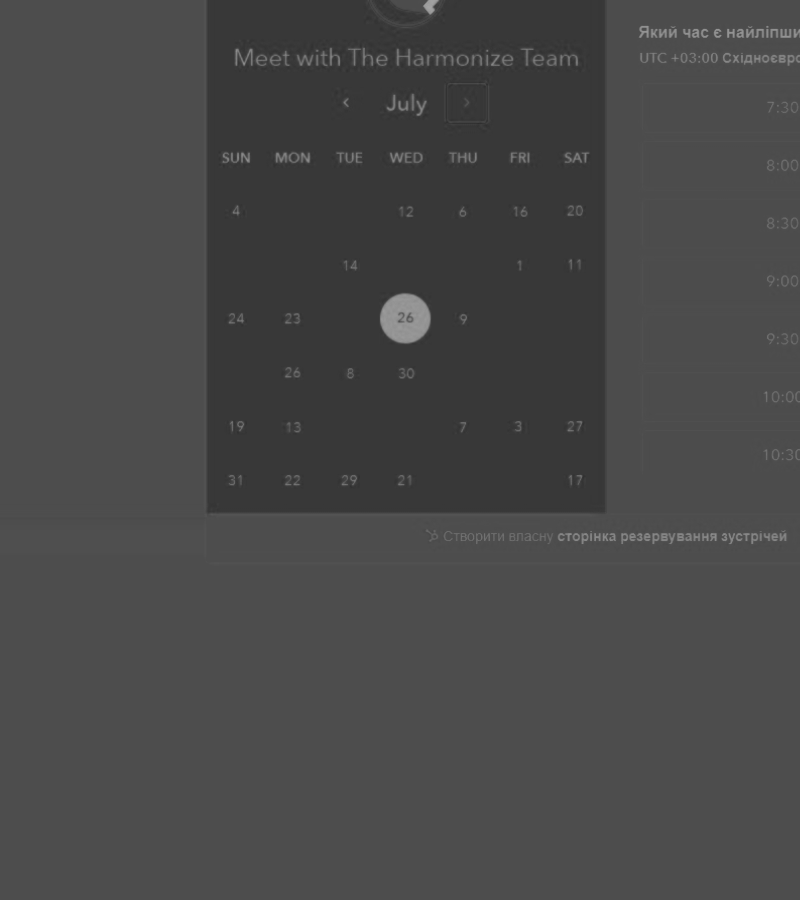 Meet with The Harmonize Team
July
SUN MON TUE WED THU FRI SAT
4 12 6 16 20
14 1 11
24 23 26 9
26 8 30
19 13 7 3 27
31 22 29 21 17
Який час є
UTC +03:00
7:30
8:00
8:30
9:00
9:30
10:00
10:30
Створити власну сторінка резервування зустрічей